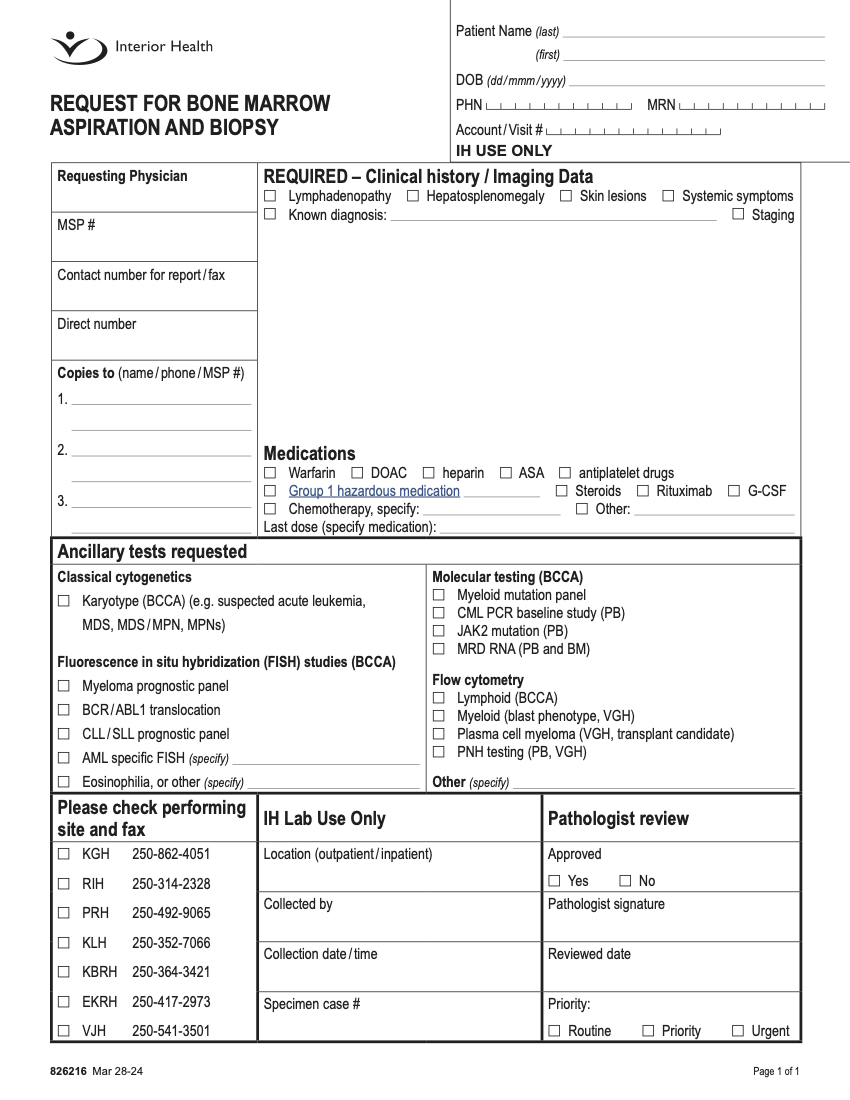 Interior Health
REQUEST FOR BONE MARROW
ASPIRATION AND BIOPSY
Patient Name (last)
(first)
DOB (dd/mmm/yyyy)
PHN MRN
Account/Visit #
IH USE ONLY
Requesting Physician
MSP #
Contact number for report/fax
Direct number
Copies to (name/phone/MSP #)
1.
2.
3.
REQUIRED – Clinical history / Imaging Data
☐ Lymphadenopathy ☐ Hepatosplenomegaly ☐ Skin lesions ☐ Systemic symptoms
☐ Known diagnosis: ☐ Staging
Medications
☐ Warfarin ☐ DOAC ☐ heparin ☐ ASA ☐ antiplatelet drugs
☐ Group 1 hazardous medication ☐ Steroids ☐ Rituximab ☐ G-CSF
☐ Chemotherapy, specify: ☐ Other:
Last dose (specify medication):
Ancillary tests requested
Classical cytogenetics
☐ Karyotype (BCCA) (e.g. suspected acute leukemia,
MDS, MDS/MPN, MPNs)
Fluorescence in situ hybridization (FISH) studies (BCCA)
☐ Myeloma prognostic panel
☐ BCR/ABL1 translocation
☐ CLL/SLL prognostic panel
☐ AML specific FISH (specify)
☐ Eosinophilia, or other (specify)
Molecular testing (BCCA)
☐ Myeloid mutation panel
☐ CML PCR baseline study (PB)
☐ JAK2 mutation (PB)
☐ MRD RNA (PB and BM)
Flow cytometry
☐ Lymphoid (BCCA)
☐ Myeloid (blast phenotype, VGH)
☐ Plasma cell myeloma (VGH, transplant candidate)
☐ PNH testing (PB, VGH)
Other (specify)
Please check performing
site and fax
☐ KGH 250-862-4051
☐ RIH 250-314-2328
☐ PRH 250-492-9065
☐ KLH 250-352-7066
☐ KBRH 250-364-3421
☐ EKRH 250-417-2973
☐ VJH 250-541-3501
IH Lab Use Only
Location (outpatient/inpatient)
Collected by
Collection date/time
Specimen case #
Pathologist review
Approved
☐ Yes ☐ No
Pathologist signature
Reviewed date
Priority:
☐ Routine ☐ Priority ☐ Urgent
826216 Mar 28-24
Page 1 of 1